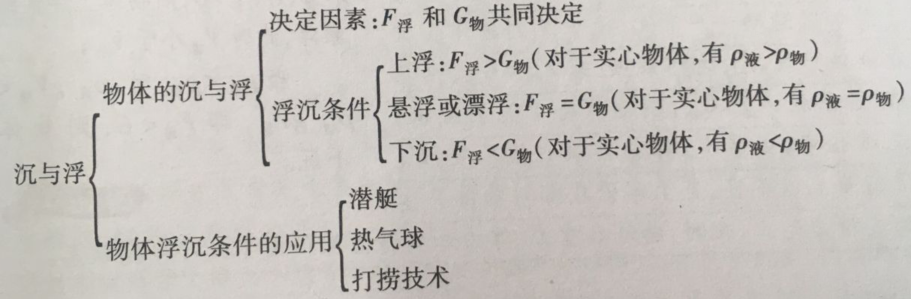 决定因素:F浮 和 G物共同决定
上浮:F浮>G物(对于实心物体,有ρ液>ρ物)
物体的沉与浮
浮沉条件
悬浮或漂浮:F浮=G物(对于实心物体,有ρ液=ρ物)
下沉:F浮<G物(对于实心物体,有ρ液<ρ物)
沉与浮
潜艇
物体浮沉条件的应用
热气球
打捞技术